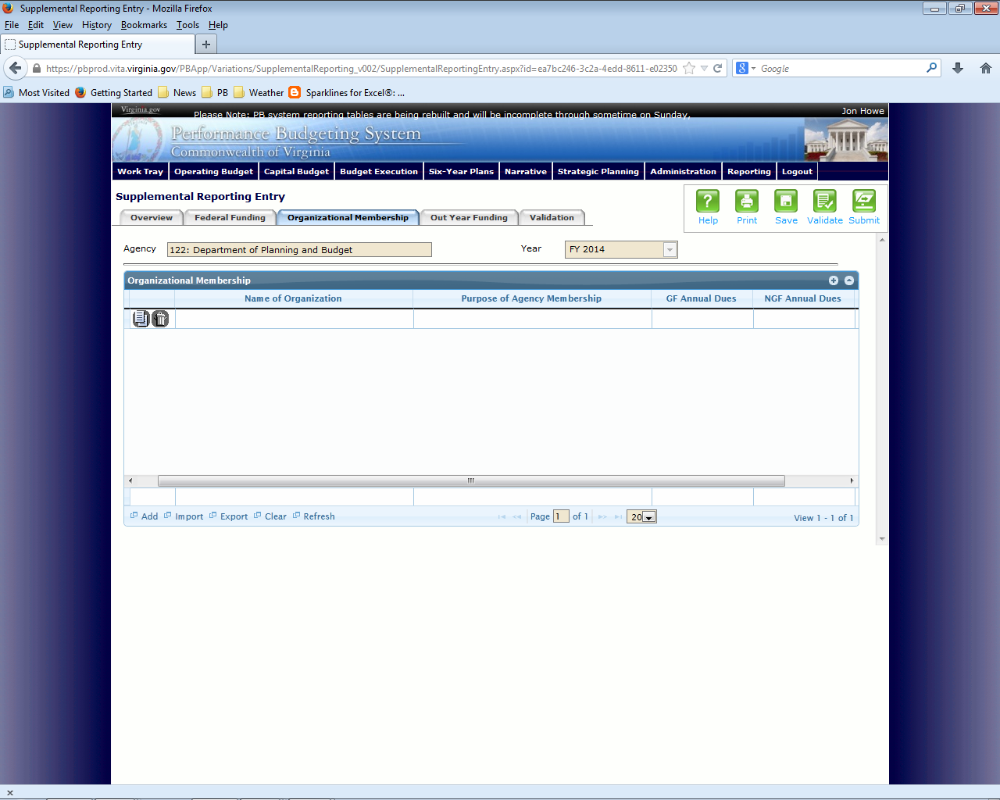 Supplemental Reporting Entry - Mozilla Firefox
File Edit View History Bookmarks Tools Help
Supplemental Reporting Entry +
https://pbprod.vita.virginia.gov/PBApp/Variations/SupplementalReporting_v002/SupplementalReportingEntry.aspx?id=ea7bc246-3c2a-4edd-8611-e02350 8 Google
Most Visited Getting Started News PB Weather Sparklines for Excel®: ...
Virginia.gov Please Note: PB system reporting tables are being rebuilt and will be incomplete through sometime on Sunday. Jon Howe
Performance Budgeting System
Commonwealth of Virginia
Work Tray Operating Budget Capital Budget Budget Execution Six-Year Plans Narrative Strategic Planning Administration Reporting Logout
Supplemental Reporting Entry
Overview Federal Funding Organizational Membership Out Year Funding Validation
Help Print Save Validate Submit
Agency 122: Department of Planning and Budget Year FY 2014
Organizational Membership
Name of Organization Purpose of Agency Membership GF Annual Dues NGF Annual Dues
Add Import Export Clear Refresh Page 1 of 1 20 View 1 - 1 of 1
x